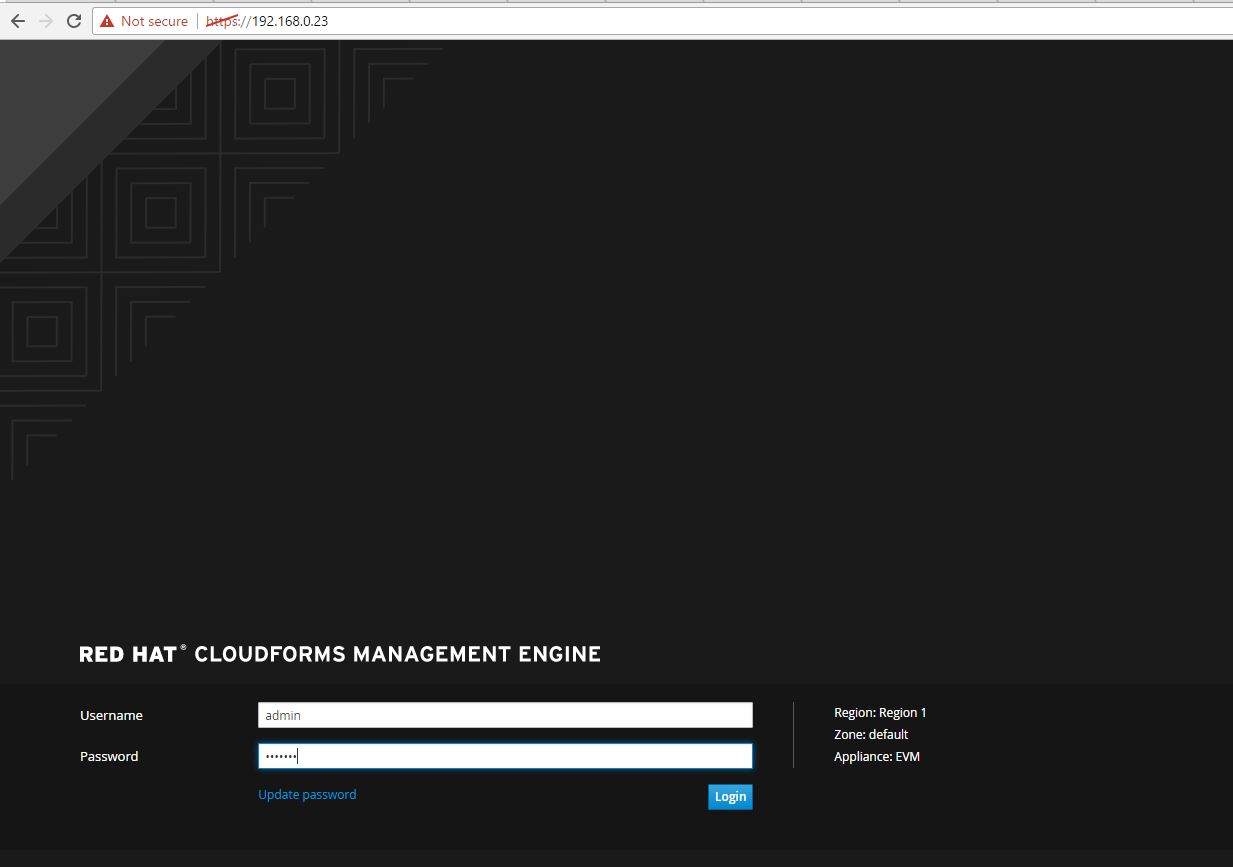 Not secure | https://192.168.0.23
RED HAT® CLOUDFORMS MANAGEMENT ENGINE
Username
admin
Password
•••••••
Update password
Login
Region: Region 1
Zone: default
Appliance: EVM